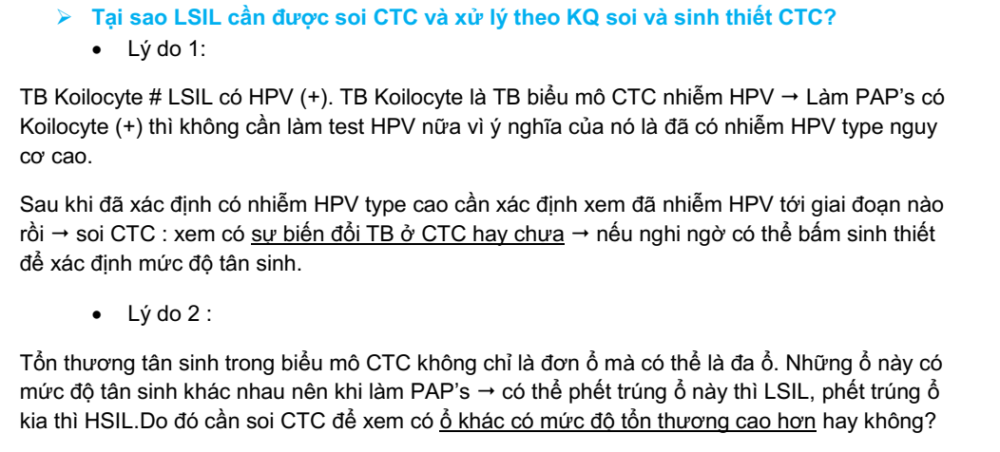 ➢ Tại sao LSIL cần được soi CTC và xử lý theo KQ soi và sinh thiết CTC?
• Lý do 1:
TB Koilocyte # LSIL có HPV (+). TB Koilocyte là TB biểu mô CTC nhiễm HPV → Làm PAP's có
Koilocyte (+) thì không cần làm test HPV nữa vì ý nghĩa của nó là đã có nhiễm HPV type nguy
cơ cao.
Sau khi đã xác định có nhiễm HPV type cao cần xác định xem đã nhiễm HPV tới giai đoạn nào
rồi → soi CTC : xem có sự biến đổi TB ở CTC hay chưa → nếu nghi ngờ có thể bấm sinh thiết
để xác định mức độ tân sinh.
• Lý do 2 :
Tổn thương tân sinh trong biểu mô CTC không chỉ là đơn ổ mà có thể là đa ổ. Những ổ này có
mức độ tân sinh khác nhau nên khi làm PAP's → có thể phết trúng ổ này thì LSIL, phết trúng ổ
kia thì HSIL.Do đó cần soi CTC để xem có ổ khác có mức độ tổn thương cao hơn hay không?